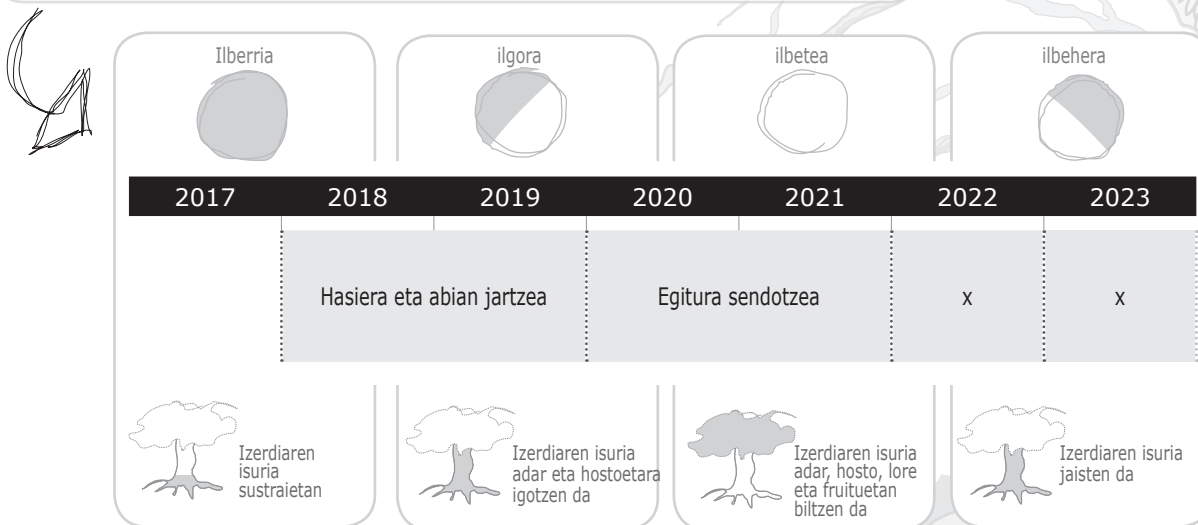 Ilberria
ilgora
ilbetea
ilbehera
2017 2018 2019 2020 2021 2022 2023
Hasiera eta abian jartzea
Egitura sendotzea
x
x
Izerdiaren
isuria
sustraietan
Izerdiaren isuria
adar eta hostoetara
igotzen da
Izerdiaren isuria
adar, hosto, lore
eta fruituetan
biltzen da
Izerdiaren isuria
jaisten da